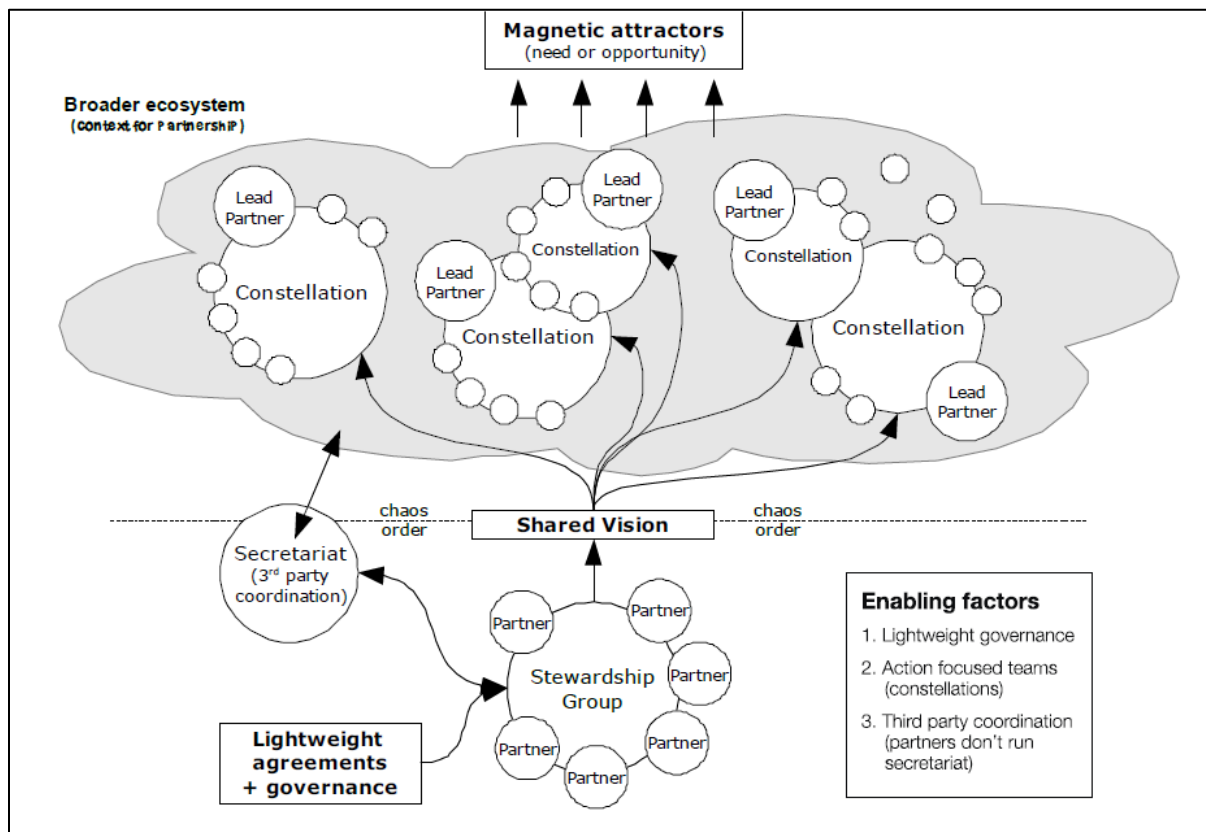 Magnetic attractors
(need or opportunity)
Broader ecosystem
(context for Partnership)
Lead
Partner
Constellation
Lead
Partner
Constellation
Lead
Partner
Constellation
Lead
Partner
Constellation
Constellation
Lead
Partner
chaos
order
Shared Vision
chaos
order
Secretariat
(3rd party
coordination)
Partner
Partner
Partner
Partner
Partner
Partner
Stewardship
Group
Lightweight
agreements
+ governance
Enabling factors
1. Lightweight governance
2. Action focused teams
(constellations)
3. Third party coordination
(partners don't run
secretariat)